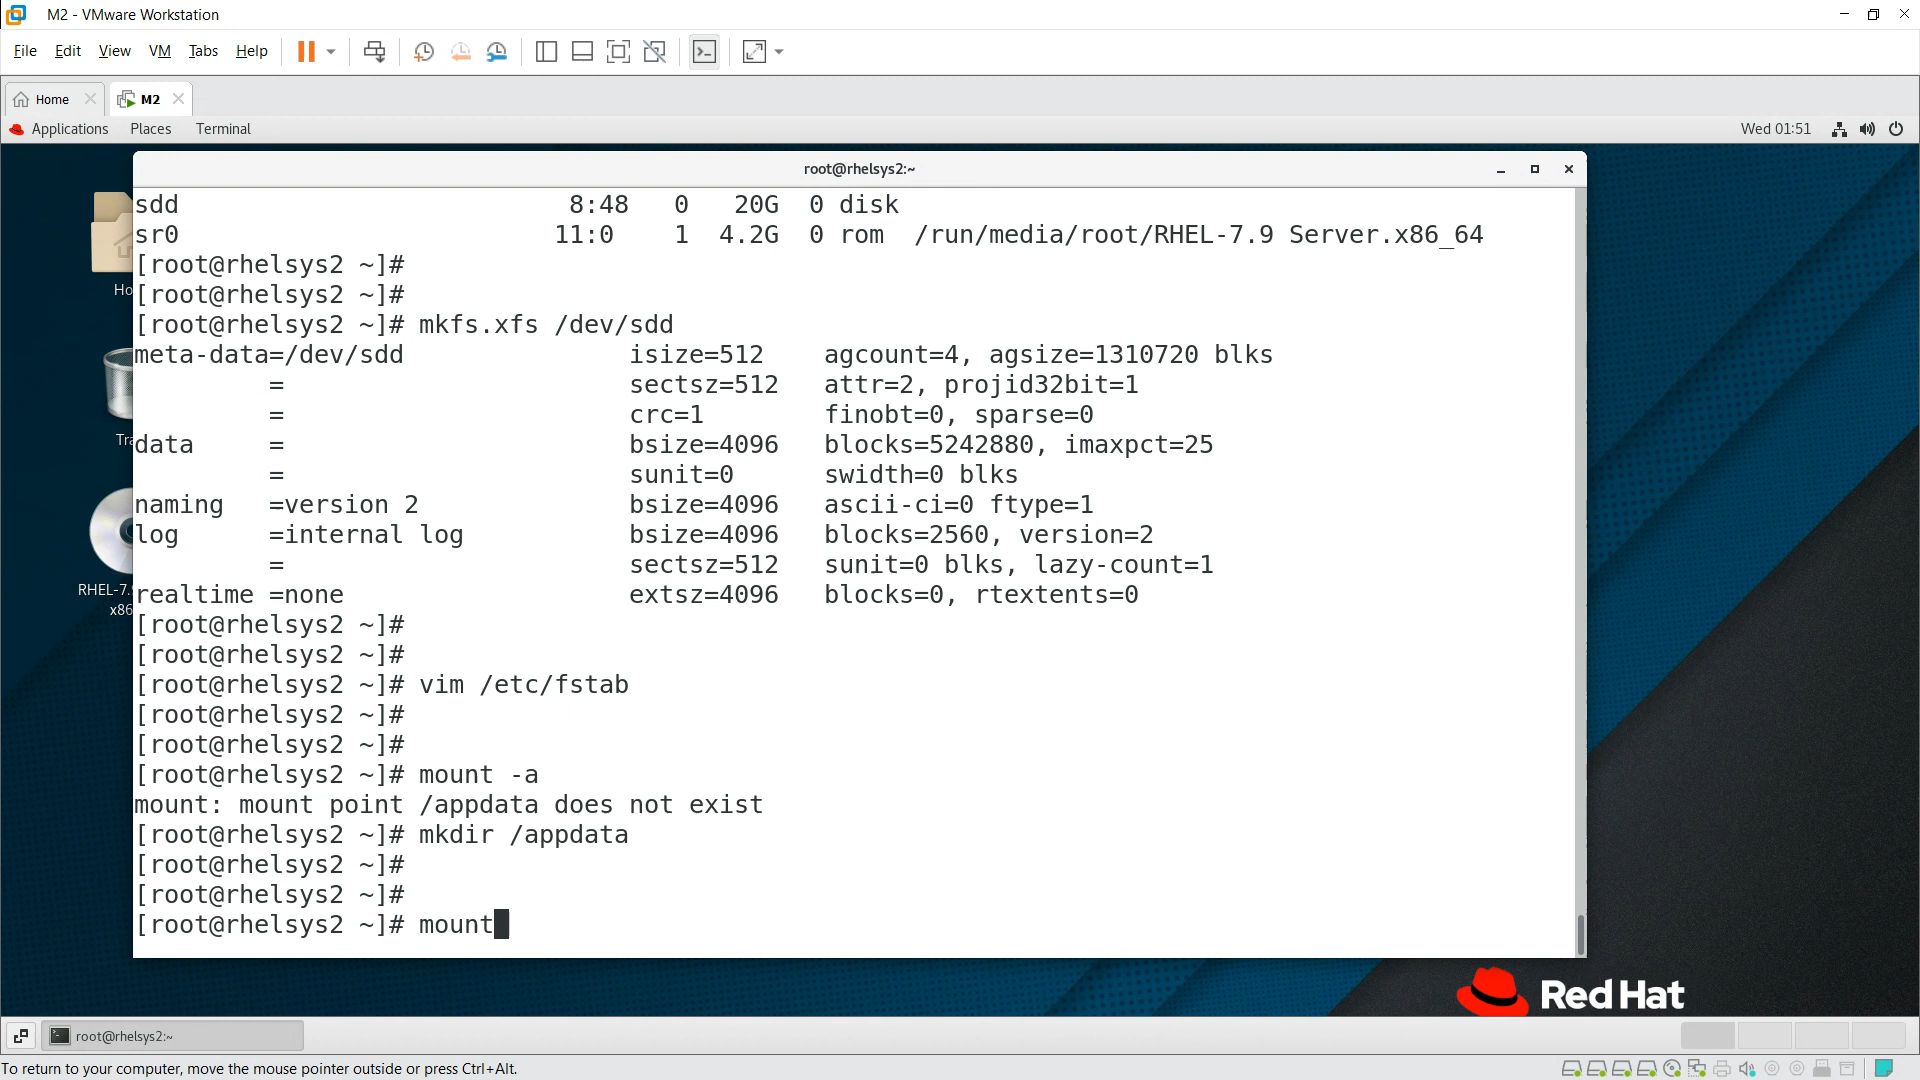 M2 - VMware Workstation
File Edit View VM Tabs Help
Home M2
Applications Places Terminal Wed 01:51
root@rhelsys2:~
sdd 8:48 0 20G 0 disk
sr0 11:0 1 4.2G 0 rom /run/media/root/RHEL-7.9 Server.x86_64
[root@rhelsys2 ~]#
[root@rhelsys2 ~]#
[root@rhelsys2 ~]# mkfs.xfs /dev/sdd
meta-data=/dev/sdd isize=512 agcount=4, agsize=1310720 blks
= sectsz=512 attr=2, projid32bit=1
= crc=1 finobt=0, sparse=0
data = bsize=4096 blocks=5242880, imaxpct=25
= sunit=0 swidth=0 blks
naming =version 2 bsize=4096 ascii-ci=0 ftype=1
log =internal log bsize=4096 blocks=2560, version=2
= sectsz=512 sunit=0 blks, lazy-count=1
realtime =none extsz=4096 blocks=0, rtextents=0
[root@rhelsys2 ~]#
[root@rhelsys2 ~]#
[root@rhelsys2 ~]# vim /etc/fstab
[root@rhelsys2 ~]#
[root@rhelsys2 ~]#
[root@rhelsys2 ~]# mount -a
mount: mount point /appdata does not exist
[root@rhelsys2 ~]# mkdir /appdata
[root@rhelsys2 ~]#
[root@rhelsys2 ~]#
[root@rhelsys2 ~]# mount
Ho
Tra
RHEL-7.
x86
Red Hat
root@rhelsys2:~
To return to your computer, move the mouse pointer outside or press Ctrl+Alt.